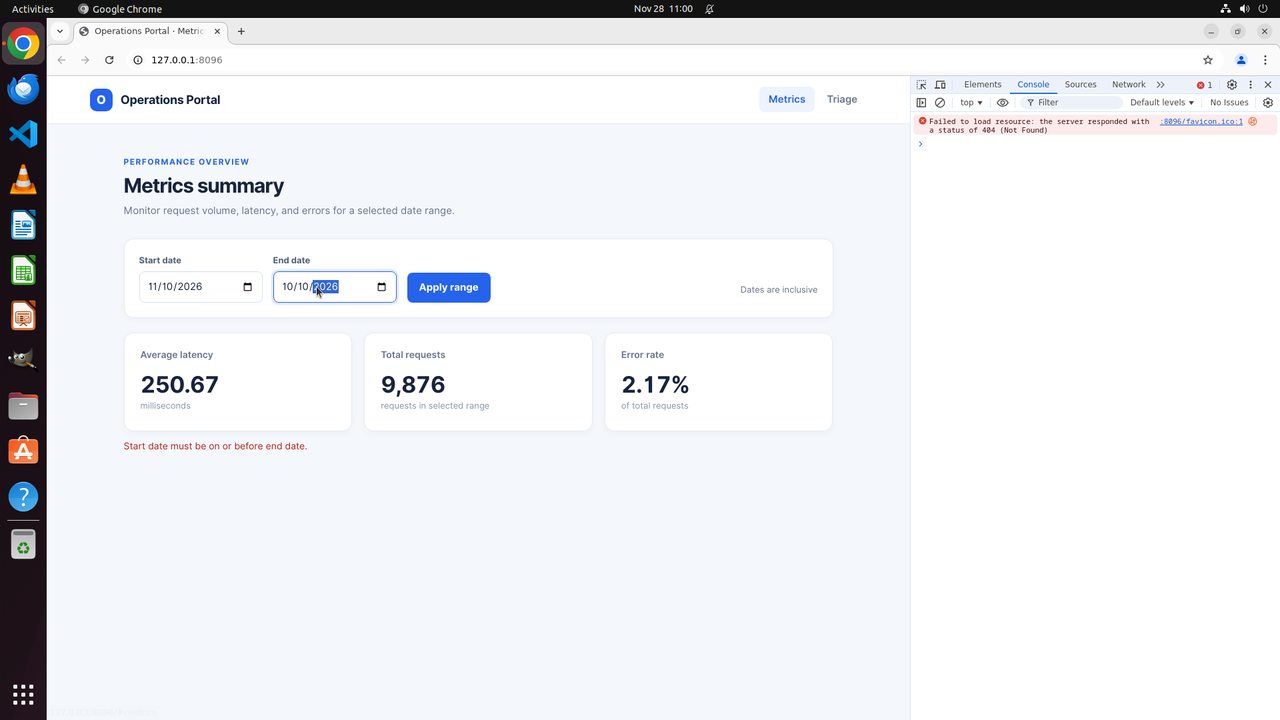 Activities
Google Chrome
Nov 28 11:00
Operations Portal · Metric
127.0.0.1:8096
O Operations Portal
Metrics
Triage
PERFORMANCE OVERVIEW
Metrics summary
Monitor request volume, latency, and errors for a selected date range.
Start date
End date
11/10/2026
10/10/2026
Apply range
Dates are inclusive
Average latency
250.67
milliseconds
Total requests
9,876
requests in selected range
Error rate
2.17%
of total requests
Start date must be on or before end date.
Elements
Console
Sources
Network
1
top
Filter
Default levels
No Issues
Failed to load resource: the server responded with :8096/favicon.ico:1
a status of 404 (Not Found)